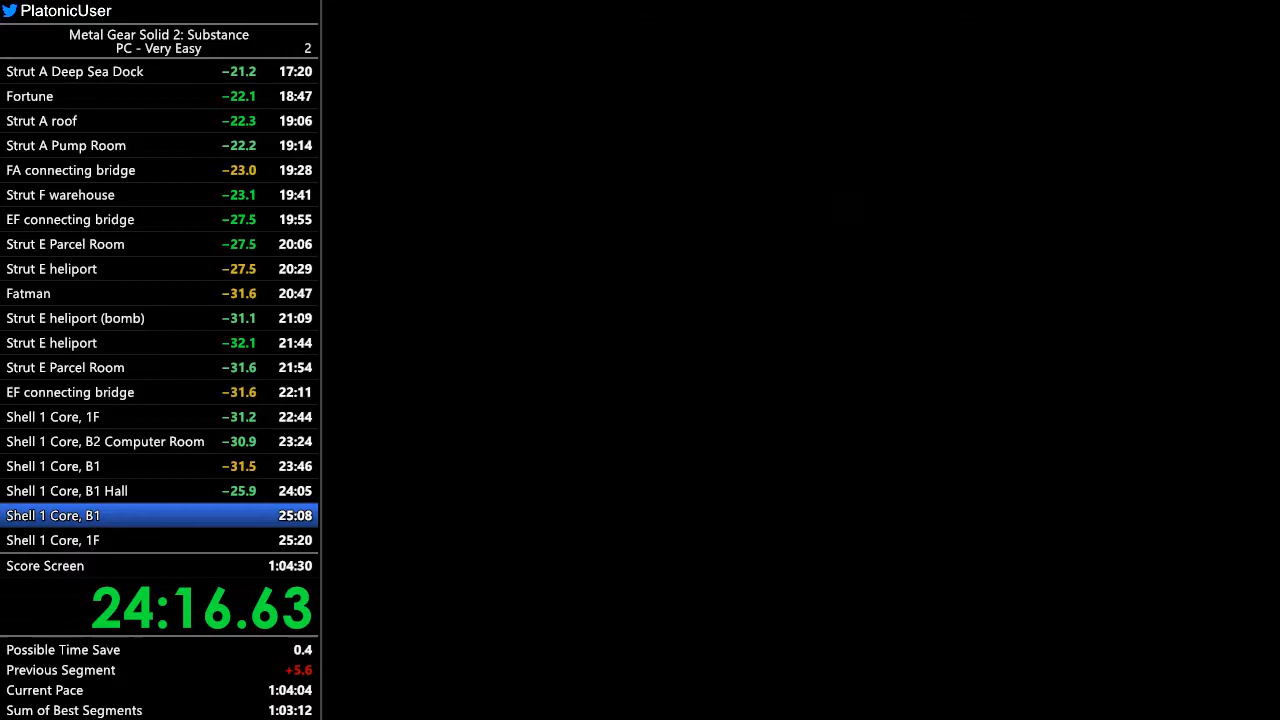 PlatonicUser
Metal Gear Solid 2: Substance
PC - Very Easy 2
Strut A Deep Sea Dock −21.2 17:20
Fortune −22.1 18:47
Strut A roof −22.3 19:06
Strut A Pump Room −22.2 19:14
FA connecting bridge −23.0 19:28
Strut F warehouse −23.1 19:41
EF connecting bridge −27.5 19:55
Strut E Parcel Room −27.5 20:06
Strut E heliport −27.5 20:29
Fatman −31.6 20:47
Strut E heliport (bomb) −31.1 21:09
Strut E heliport −32.1 21:44
Strut E Parcel Room −31.6 21:54
EF connecting bridge −31.6 22:11
Shell 1 Core, 1F −31.2 22:44
Shell 1 Core, B2 Computer Room −30.9 23:24
Shell 1 Core, B1 −31.5 23:46
Shell 1 Core, B1 Hall −25.9 24:05
Shell 1 Core, B1 25:08
Shell 1 Core, 1F 25:20
Score Screen 1:04:30
24:16.63
Possible Time Save 0.4
Previous Segment +5.6
Current Pace 1:04:04
Sum of Best Segments 1:03:12